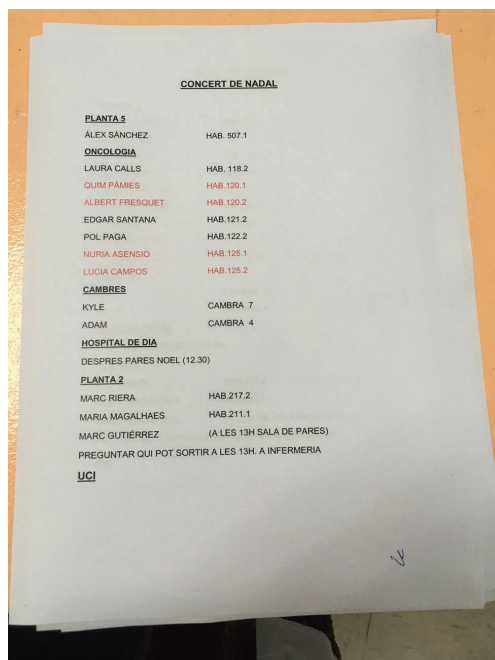 CONCERT DE NADAL
PLANTA 5
ÁLEX SÁNCHEZ HAB. 507.1
ONCOLOGIA
LAURA CALLS HAB. 118.2
QUIM PÀMIES HAB.120.1
ALBERT FRESQUET HAB.120.2
EDGAR SANTANA HAB.121.2
POL PAGA HAB.122.2
NURIA ASENSIO HAB.125.1
LUCIA CAMPOS HAB.125.2
CAMBRES
KYLE CAMBRA 7
ADAM CAMBRA 4
HOSPITAL DE DIA
DESPRES PARES NOEL (12.30)
PLANTA 2
MARC RIERA HAB.217.2
MARIA MAGALHAES HAB.211.1
MARC GUTIÉRREZ (A LES 13H SALA DE PARES)
PREGUNTAR QUI POT SORTIR A LES 13H. A INFERMERIA
UCI